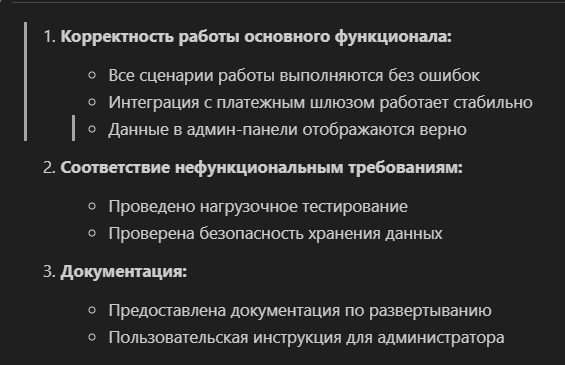 1. Корректность работы основного функционала:
◦ Все сценарии работы выполняются без ошибок
◦ Интеграция с платежным шлюзом работает стабильно
◦ Данные в админ-панели отображаются верно
2. Соответствие нефункциональным требованиям:
◦ Проведено нагрузочное тестирование
◦ Проверена безопасность хранения данных
3. Документация:
◦ Предоставлена документация по развертыванию
◦ Пользовательская инструкция для администратора